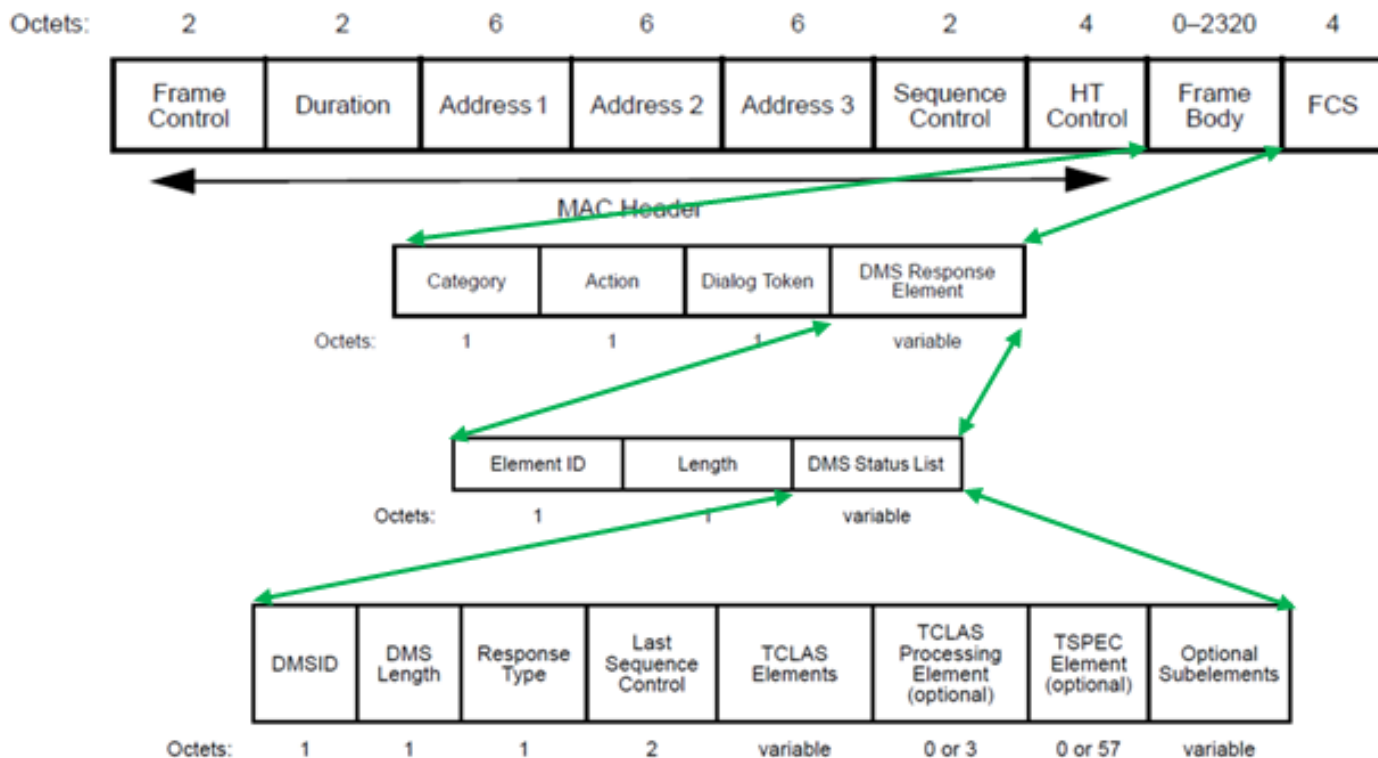 Octets: 2 2 6 6 6 2 4 0–2320 4
Frame Control Duration Address 1 Address 2 Address 3 Sequence Control HT Control Frame Body FCS
MAC Header
Category Action Dialog Token DMS Response Element
Octets: 1 1 1 variable
Element ID Length DMS Status List
Octets: 1 1 variable
DMSID DMS Length Response Type Last Sequence Control TCLAS Elements TCLAS Processing Element (optional) TSPEC Element (optional) Optional Subelements
Octets: 1 1 1 2 variable 0 or 3 0 or 57 variable